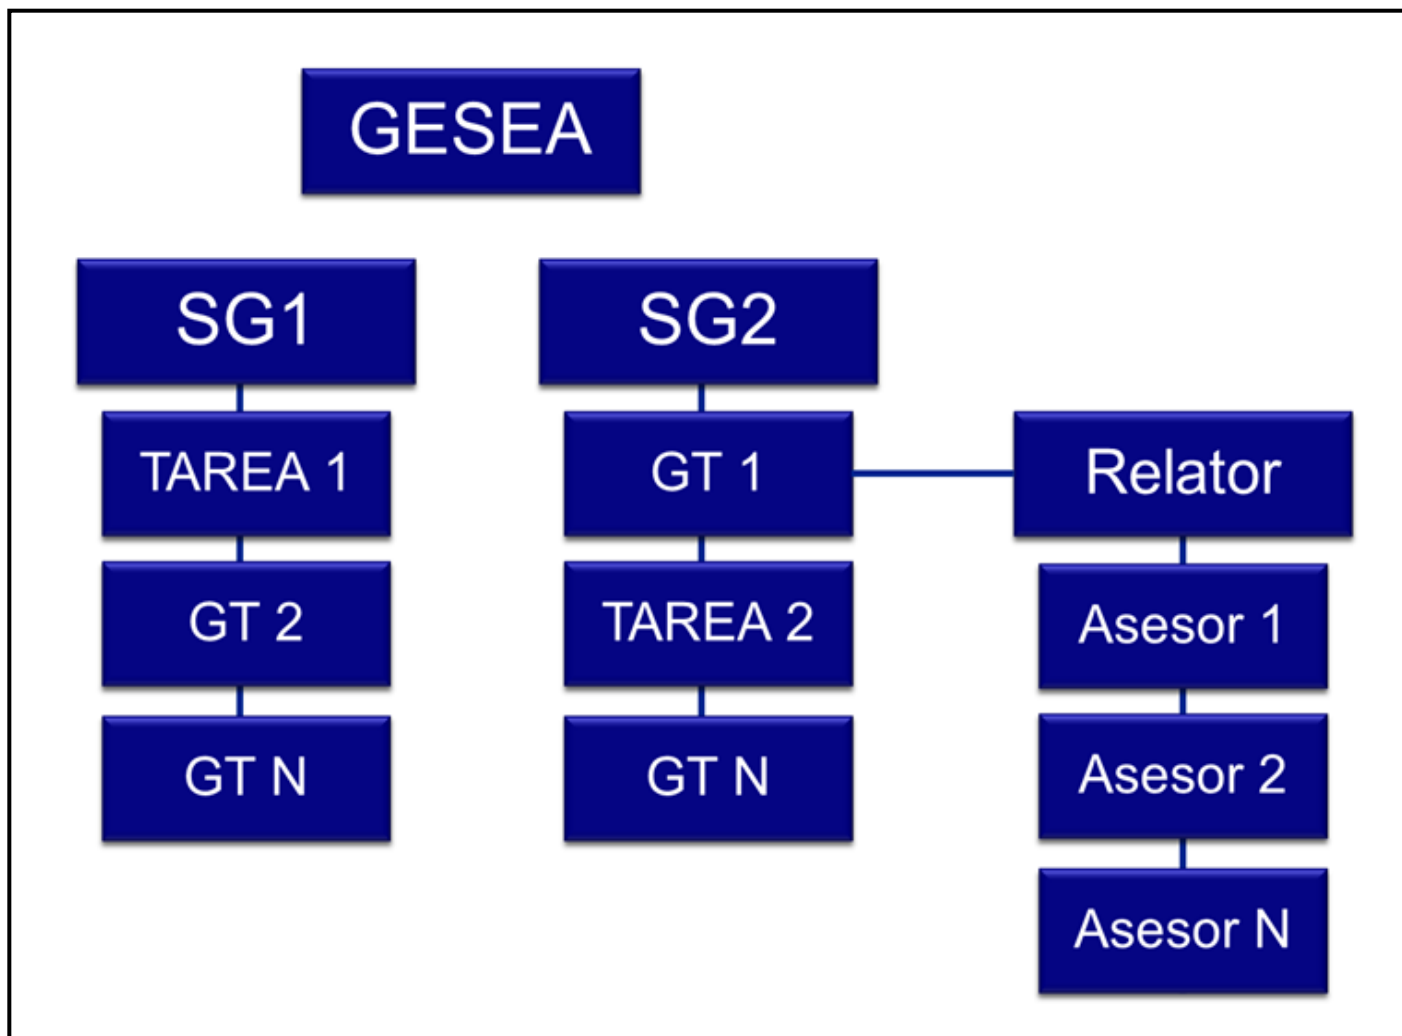 GESEA
SG1
SG2
TAREA 1
GT 1
Relator
GT 2
TAREA 2
Asesor 1
GT N
GT N
Asesor 2
Asesor N